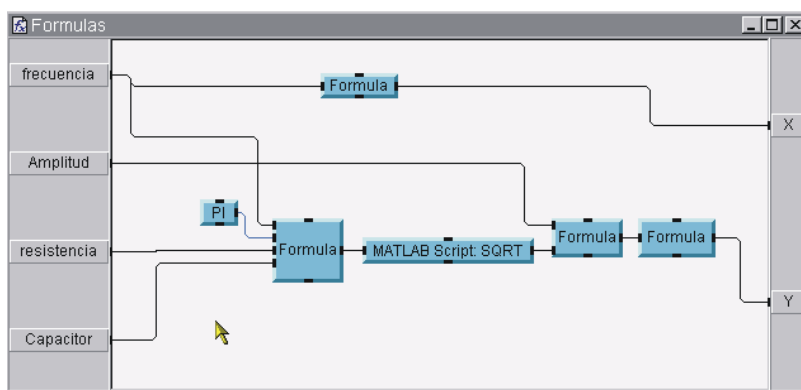 Formulas
frecuencia
Formula
X
Amplitud
PI
resistencia
Formula
MATLAB Script: SQRT
Formula
Formula
Y
Capacitor